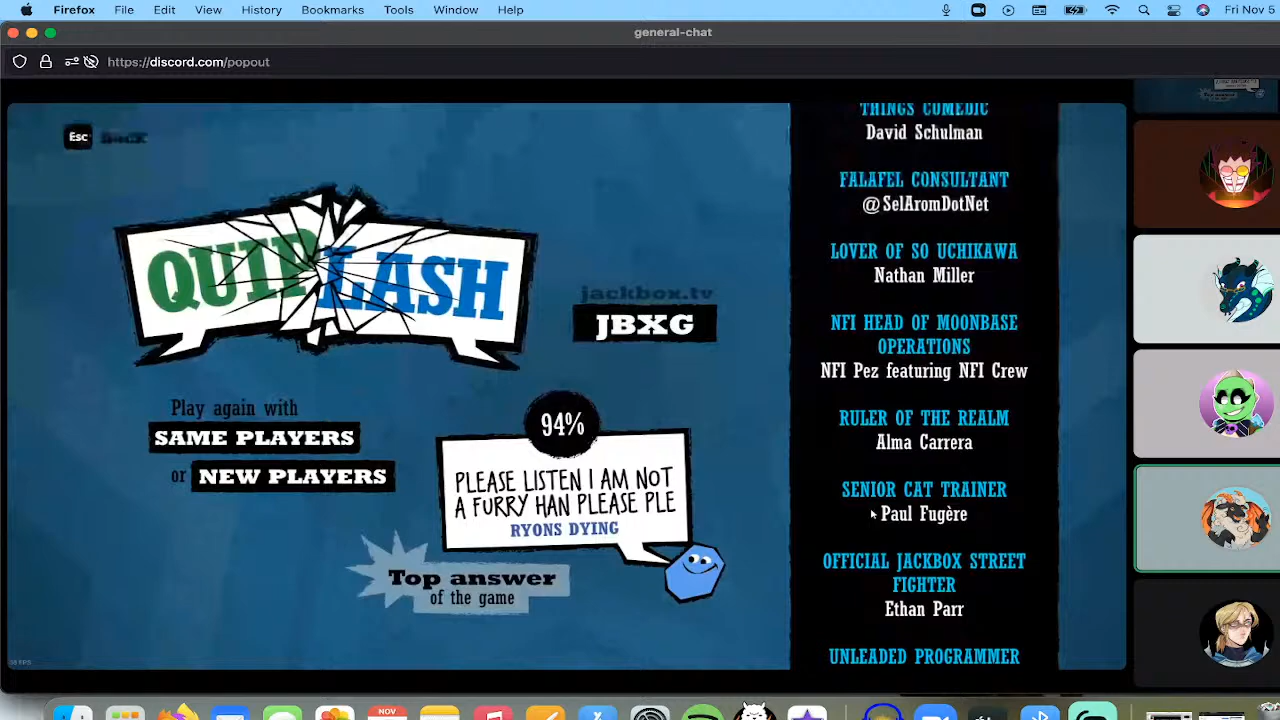 Firefox File Edit View History Bookmarks Tools Window Help Fri Nov 5
general-chat
https://discord.com/popout
Esc Back
QUIPLASH
jackbox.tv
JBXG
Play again with
SAME PLAYERS
or NEW PLAYERS
94%
PLEASE LISTEN I AM NOT
A FURRY HAN PLEASE PLE
RYONS DYING
Top answer
of the game
THINGS COMEDIC
David Schulman
FALAFEL CONSULTANT
@SelAromDotNet
LOVER OF SO UCHIKAWA
Nathan Miller
NFI HEAD OF MOONBASE
OPERATIONS
NFI Pez featuring NFI Crew
RULER OF THE REALM
Alma Carrera
SENIOR CAT TRAINER
Paul Fugère
OFFICIAL JACKBOX STREET
FIGHTER
Ethan Parr
UNLEADED PROGRAMMER
NOV